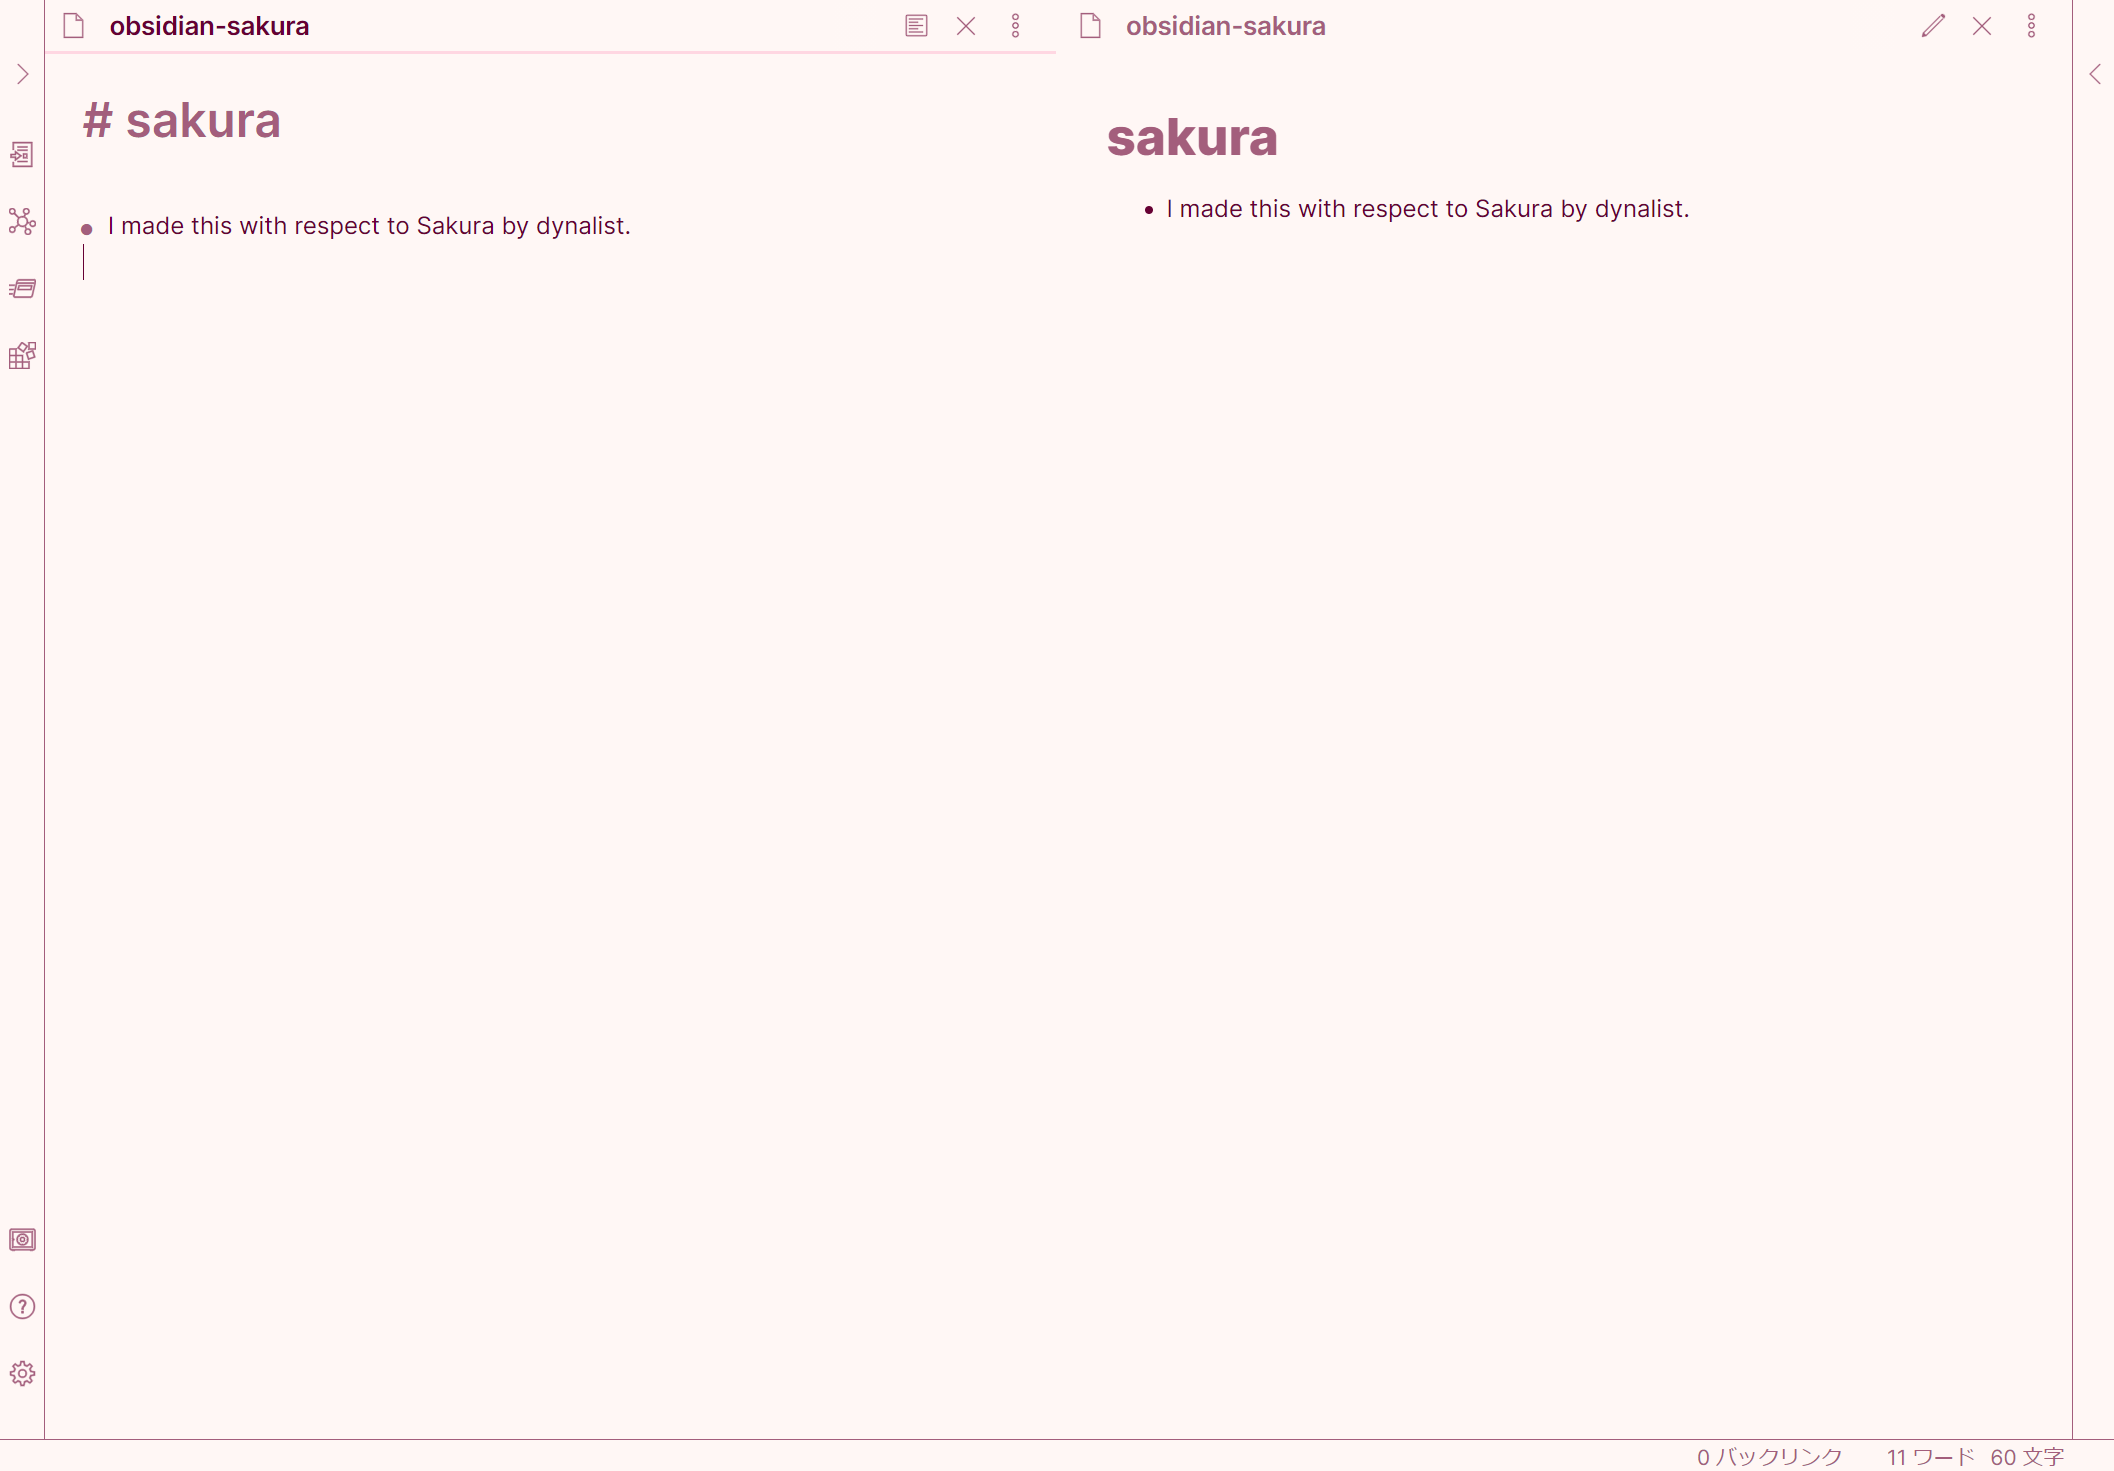 obsidian-sakura
# sakura
I made this with respect to Sakura by dynalist.
obsidian-sakura
sakura
• I made this with respect to Sakura by dynalist.
0 バックリンク 11 ワード 60 文字